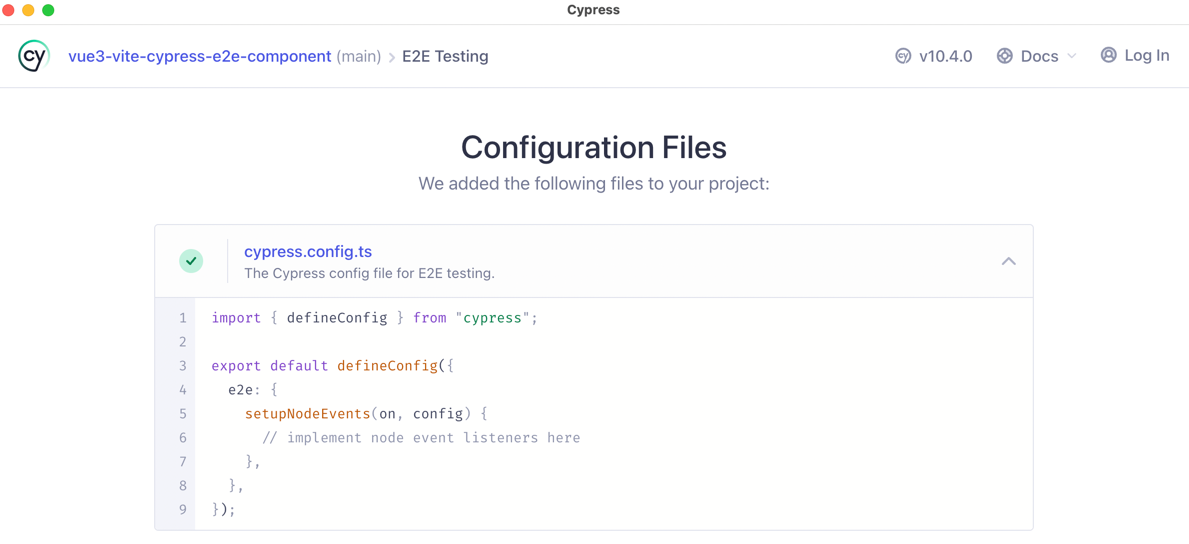 Cypress
cy vue3-vite-cypress-e2e-component (main) > E2E Testing cy v10.4.0 Docs Log In
Configuration Files
We added the following files to your project:
cypress.config.ts
The Cypress config file for E2E testing.
1 import { defineConfig } from "cypress";
2
3 export default defineConfig({
4   e2e: {
5     setupNodeEvents(on, config) {
6       // implement node event listeners here
7     },
8   },
9 });